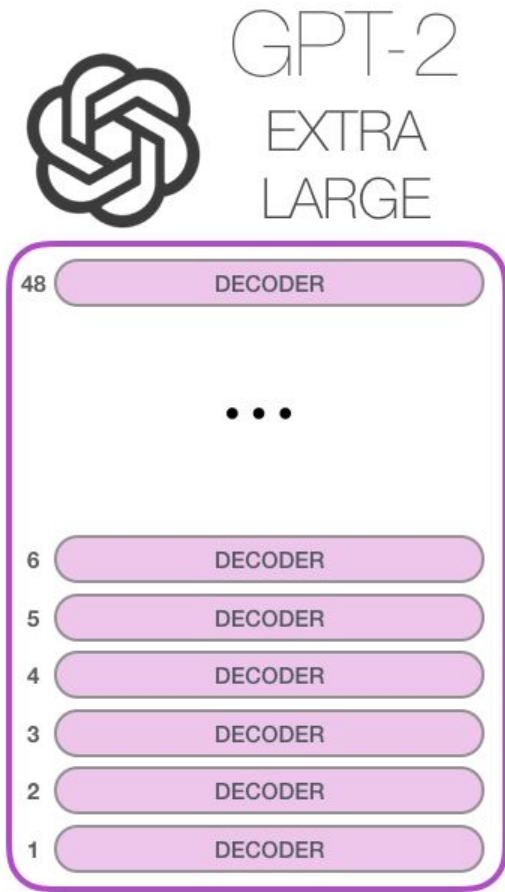 GPT-2
EXTRA
LARGE
48 DECODER
...
6 DECODER
5 DECODER
4 DECODER
3 DECODER
2 DECODER
1 DECODER